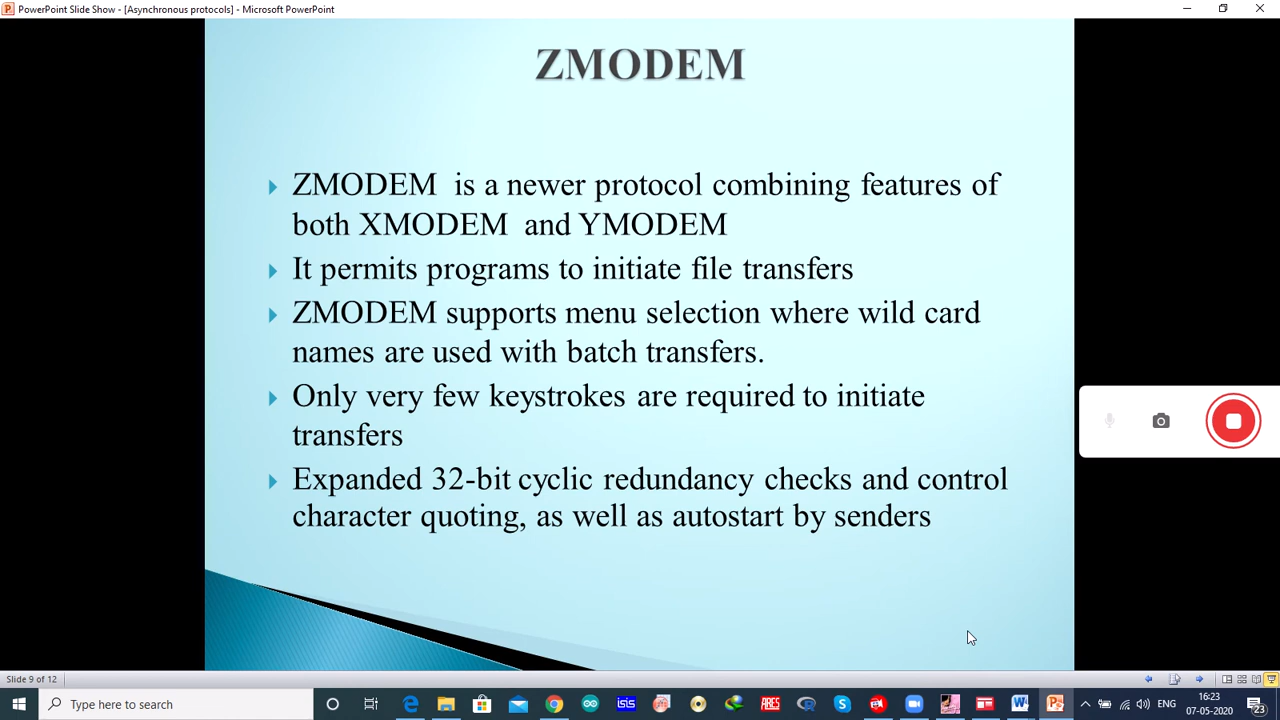 PowerPoint Slide Show - [Asynchronous protocols] - Microsoft PowerPoint
ZMODEM
ZMODEM is a newer protocol combining features of
both XMODEM and YMODEM
It permits programs to initiate file transfers
ZMODEM supports menu selection where wild card
names are used with batch transfers.
Only very few keystrokes are required to initiate
transfers
Expanded 32-bit cyclic redundancy checks and control
character quoting, as well as autostart by senders
Slide 9 of 12
Type here to search
isis
ARES
ENG
16:23
07-05-2020
23